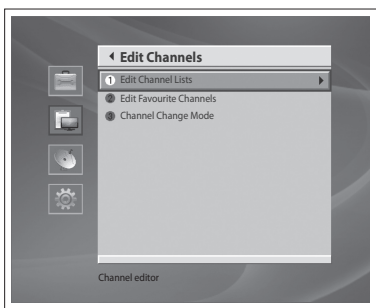 Edit Channels
1 Edit Channel Lists
2 Edit Favourite Channels
3 Channel Change Mode
Channel editor